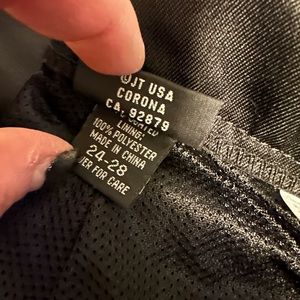 ©JT USA
CORONA
CA. 92879
LINING:
100% POLYESTER
MADE IN CHINA
24-28
FOR CARE